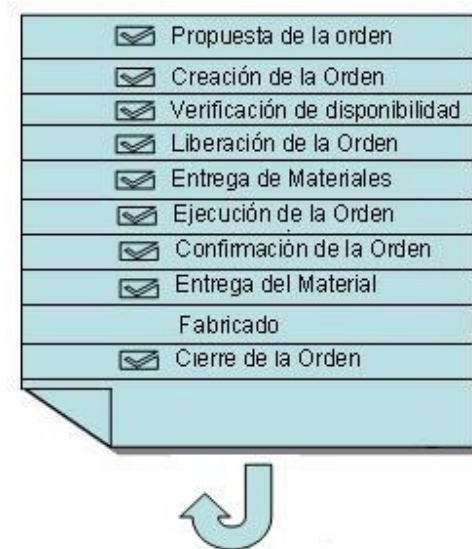 Propuesta de la orden
Creación de la Orden
Verificación de disponibilidad
Liberación de la Orden
Entrega de Materiales
Ejecución de la Orden
Confirmación de la Orden
Entrega del Material
Fabricado
Cierre de la Orden